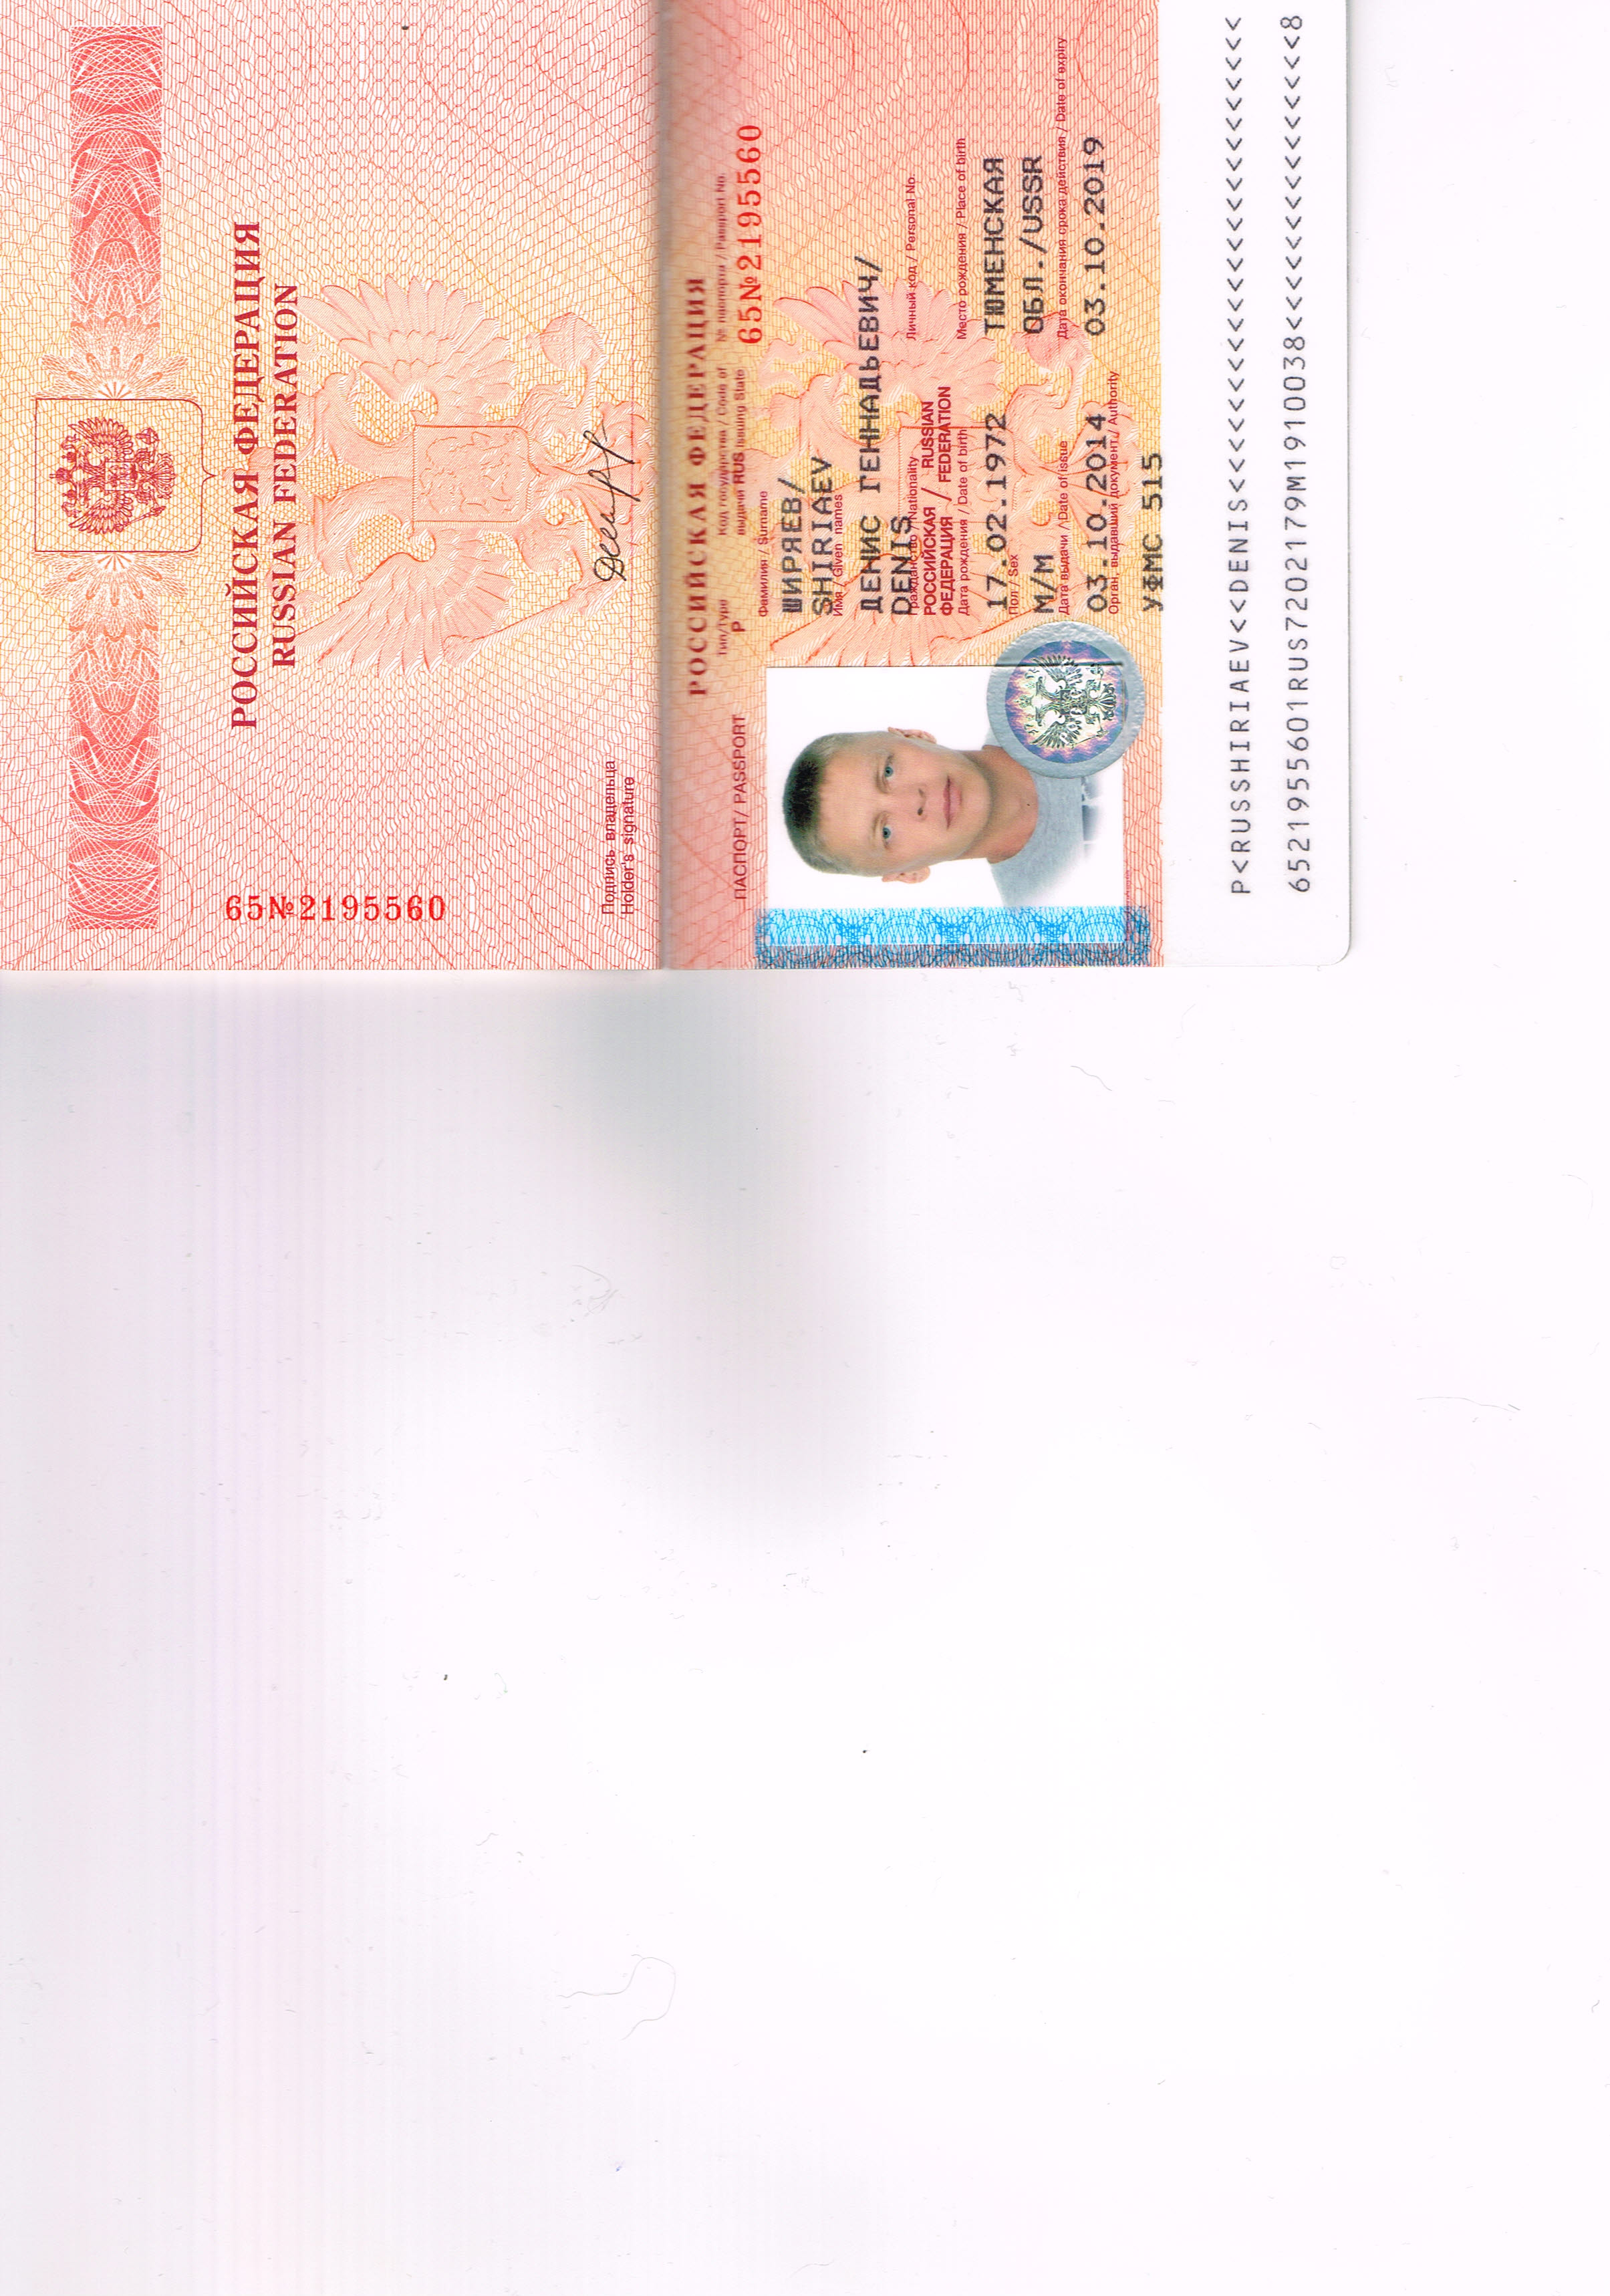 РОССИЙСКАЯ ФЕДЕРАЦИЯ
RUSSIAN FEDERATION
65№2195560
Подпись владельца
Holder's signature
РОССИЙСКАЯ ФЕДЕРАЦИЯ
ПАСПОРТ/ PASSPORT
Тип/Type
Код государства / Code of
№ паспорта / Passport No.
P
выдачи RUS Issuing State
65№2195560
Фамилия / Surname
ШИРЯЕВ/
SHIRIAEV
Имя / Given names
ДЕНИС ГЕННАДЬЕВИЧ/
DENIS
Гражданство / Nationality
Личный код / Personal No.
РОССИЙСКАЯ / RUSSIAN
ФЕДЕРАЦИЯ / FEDERATION
Дата рождения / Date of birth
Место рождения / Place of birth
17.02.1972
ТЮМЕНСКАЯ
Пол / Sex
М/M
ОБЛ./USSR
Дата выдачи / Date of issue
Дата окончания срока действия / Date of expiry
03.10.2014
03.10.2019
Орган, выдавший документ / Authority
УФМС 515
P<RUSSHIRIAEV<<DENIS<<<<<<<<<<<<<<<<<<<<<<<<
6521955601RUS7202179M1910038<<<<<<<<<<<<<<<8